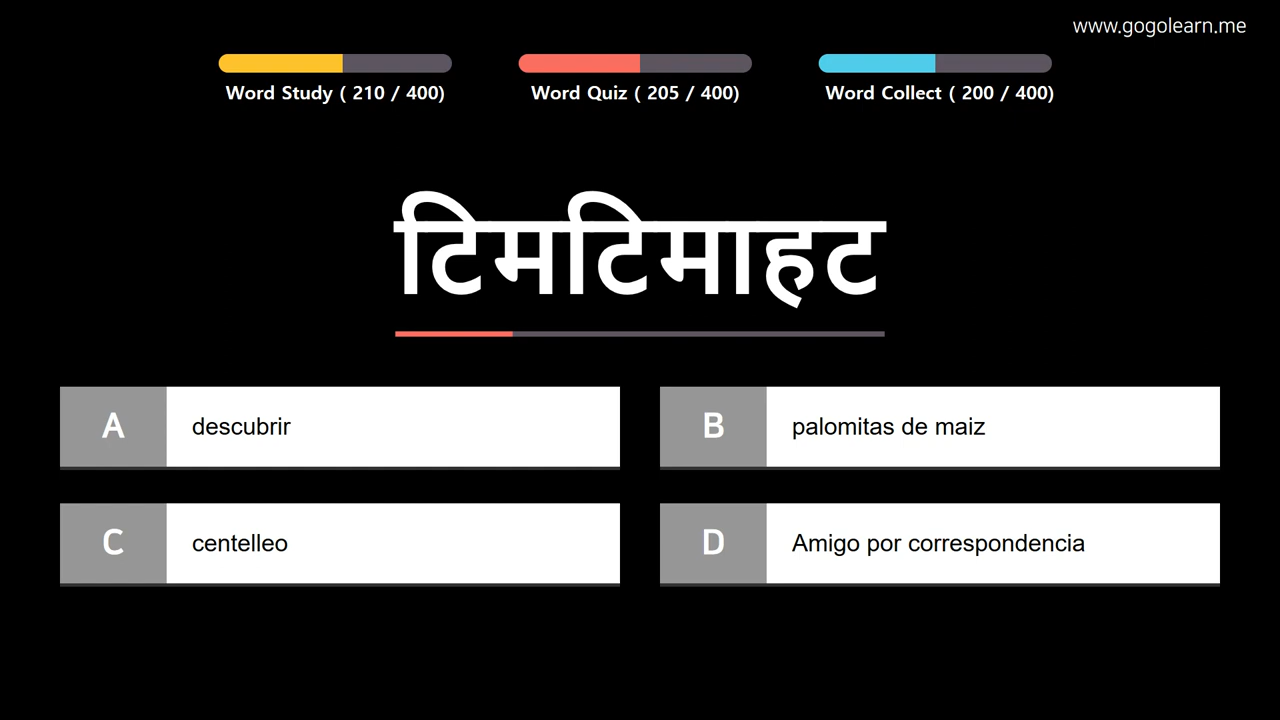 www.gogolearn.me
Word Study ( 210 / 400)
Word Quiz ( 205 / 400)
Word Collect ( 200 / 400)
टिमटिमाहट
A
descubrir
B
palomitas de maiz
C
centelleo
D
Amigo por correspondencia